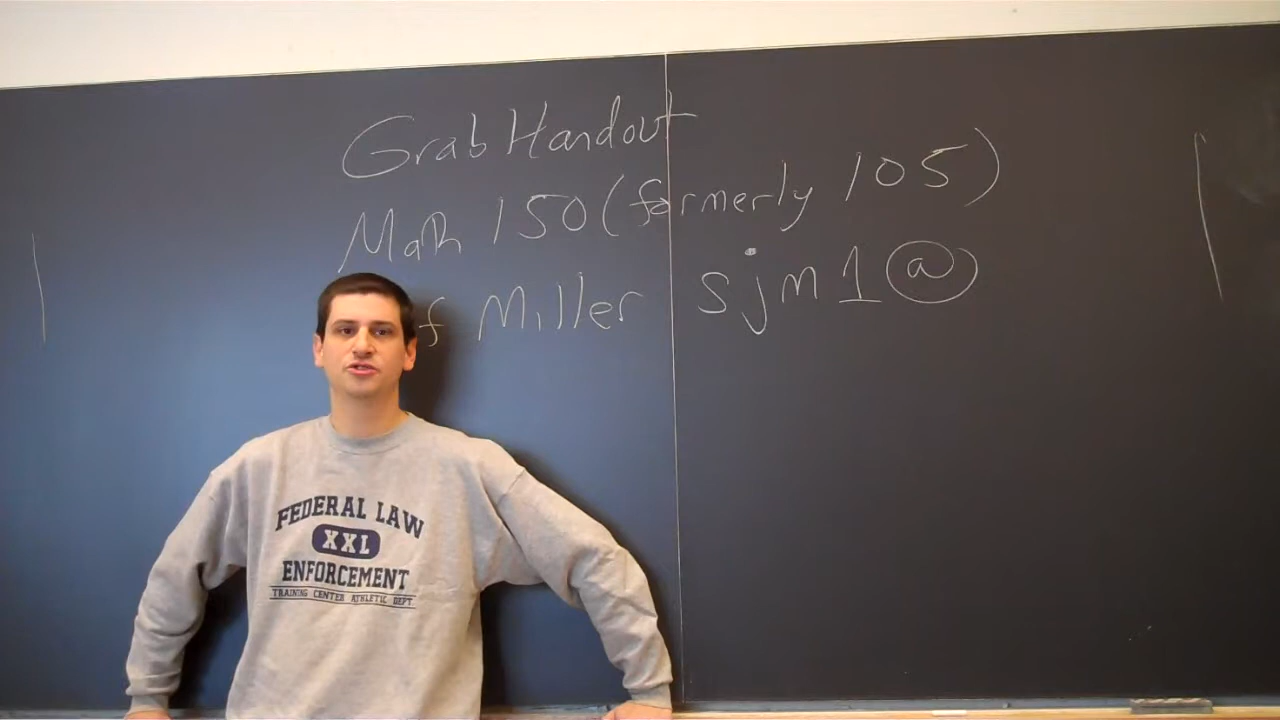 Grab Handout
Math 150 (formerly 105)
f Miller sjm1@
FEDERAL LAW
XXL
ENFORCEMENT
TRAINING CENTER ATHLETIC DEPT